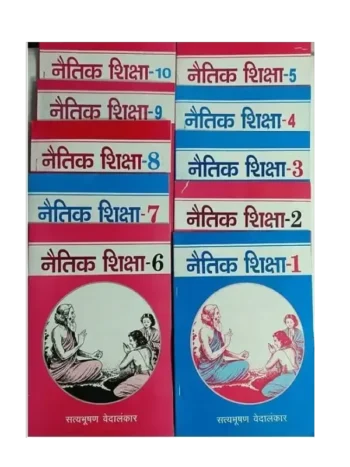 नैतिक शिक्षा-10
नैतिक शिक्षा-9
नैतिक शिक्षा-8
नैतिक शिक्षा-7
नैतिक शिक्षा-6
सत्यभूषण वेदालंकार
नैतिक शिक्षा-5
नैतिक शिक्षा-4
नैतिक शिक्षा-3
नैतिक शिक्षा-2
नैतिक शिक्षा-1
सत्यभूषण वेदालंकार